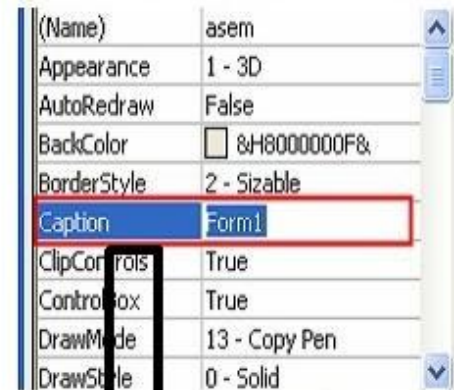 (Name) asem
Appearance 1 - 3D
AutoRedraw False
BackColor &H8000000F&
BorderStyle 2 - Sizable
Caption Form1
ClipControls True
ControlBox True
DrawMode 13 - Copy Pen
DrawStyle 0 - Solid